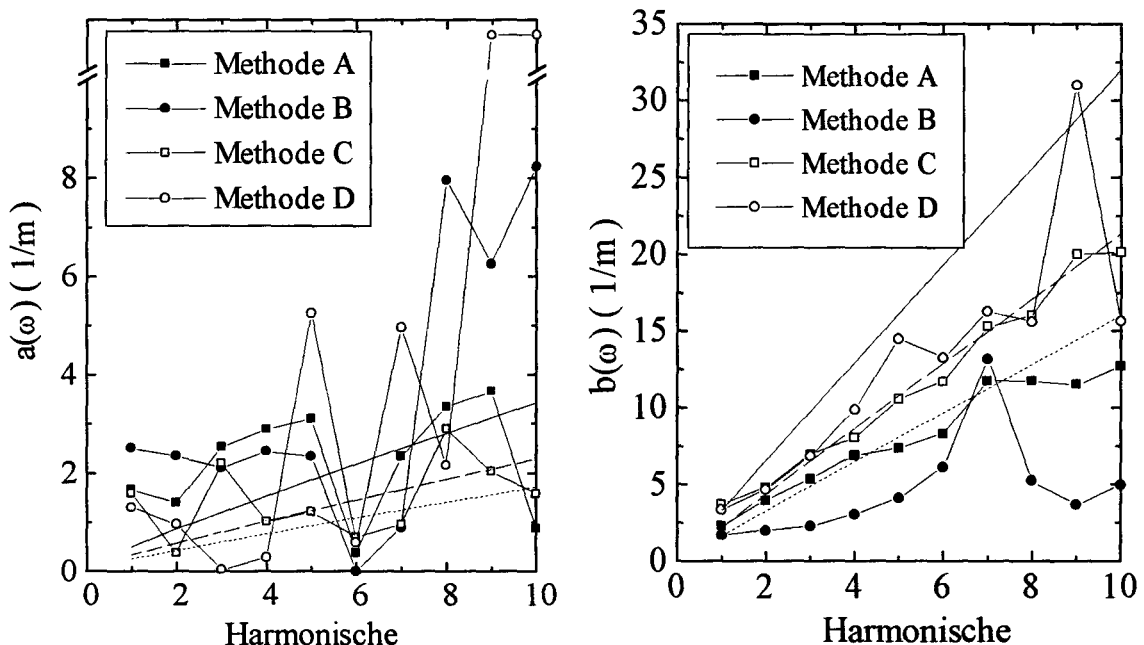 Methode A
Methode B
Methode C
Methode D
a(ω) ( 1/m )
8
6
4
2
0
0 2 4 6 8 10
Harmonische
Methode A
Methode B
Methode C
Methode D
b(ω) ( 1/m )
35
30
25
20
15
10
5
0
0 2 4 6 8 10
Harmonische